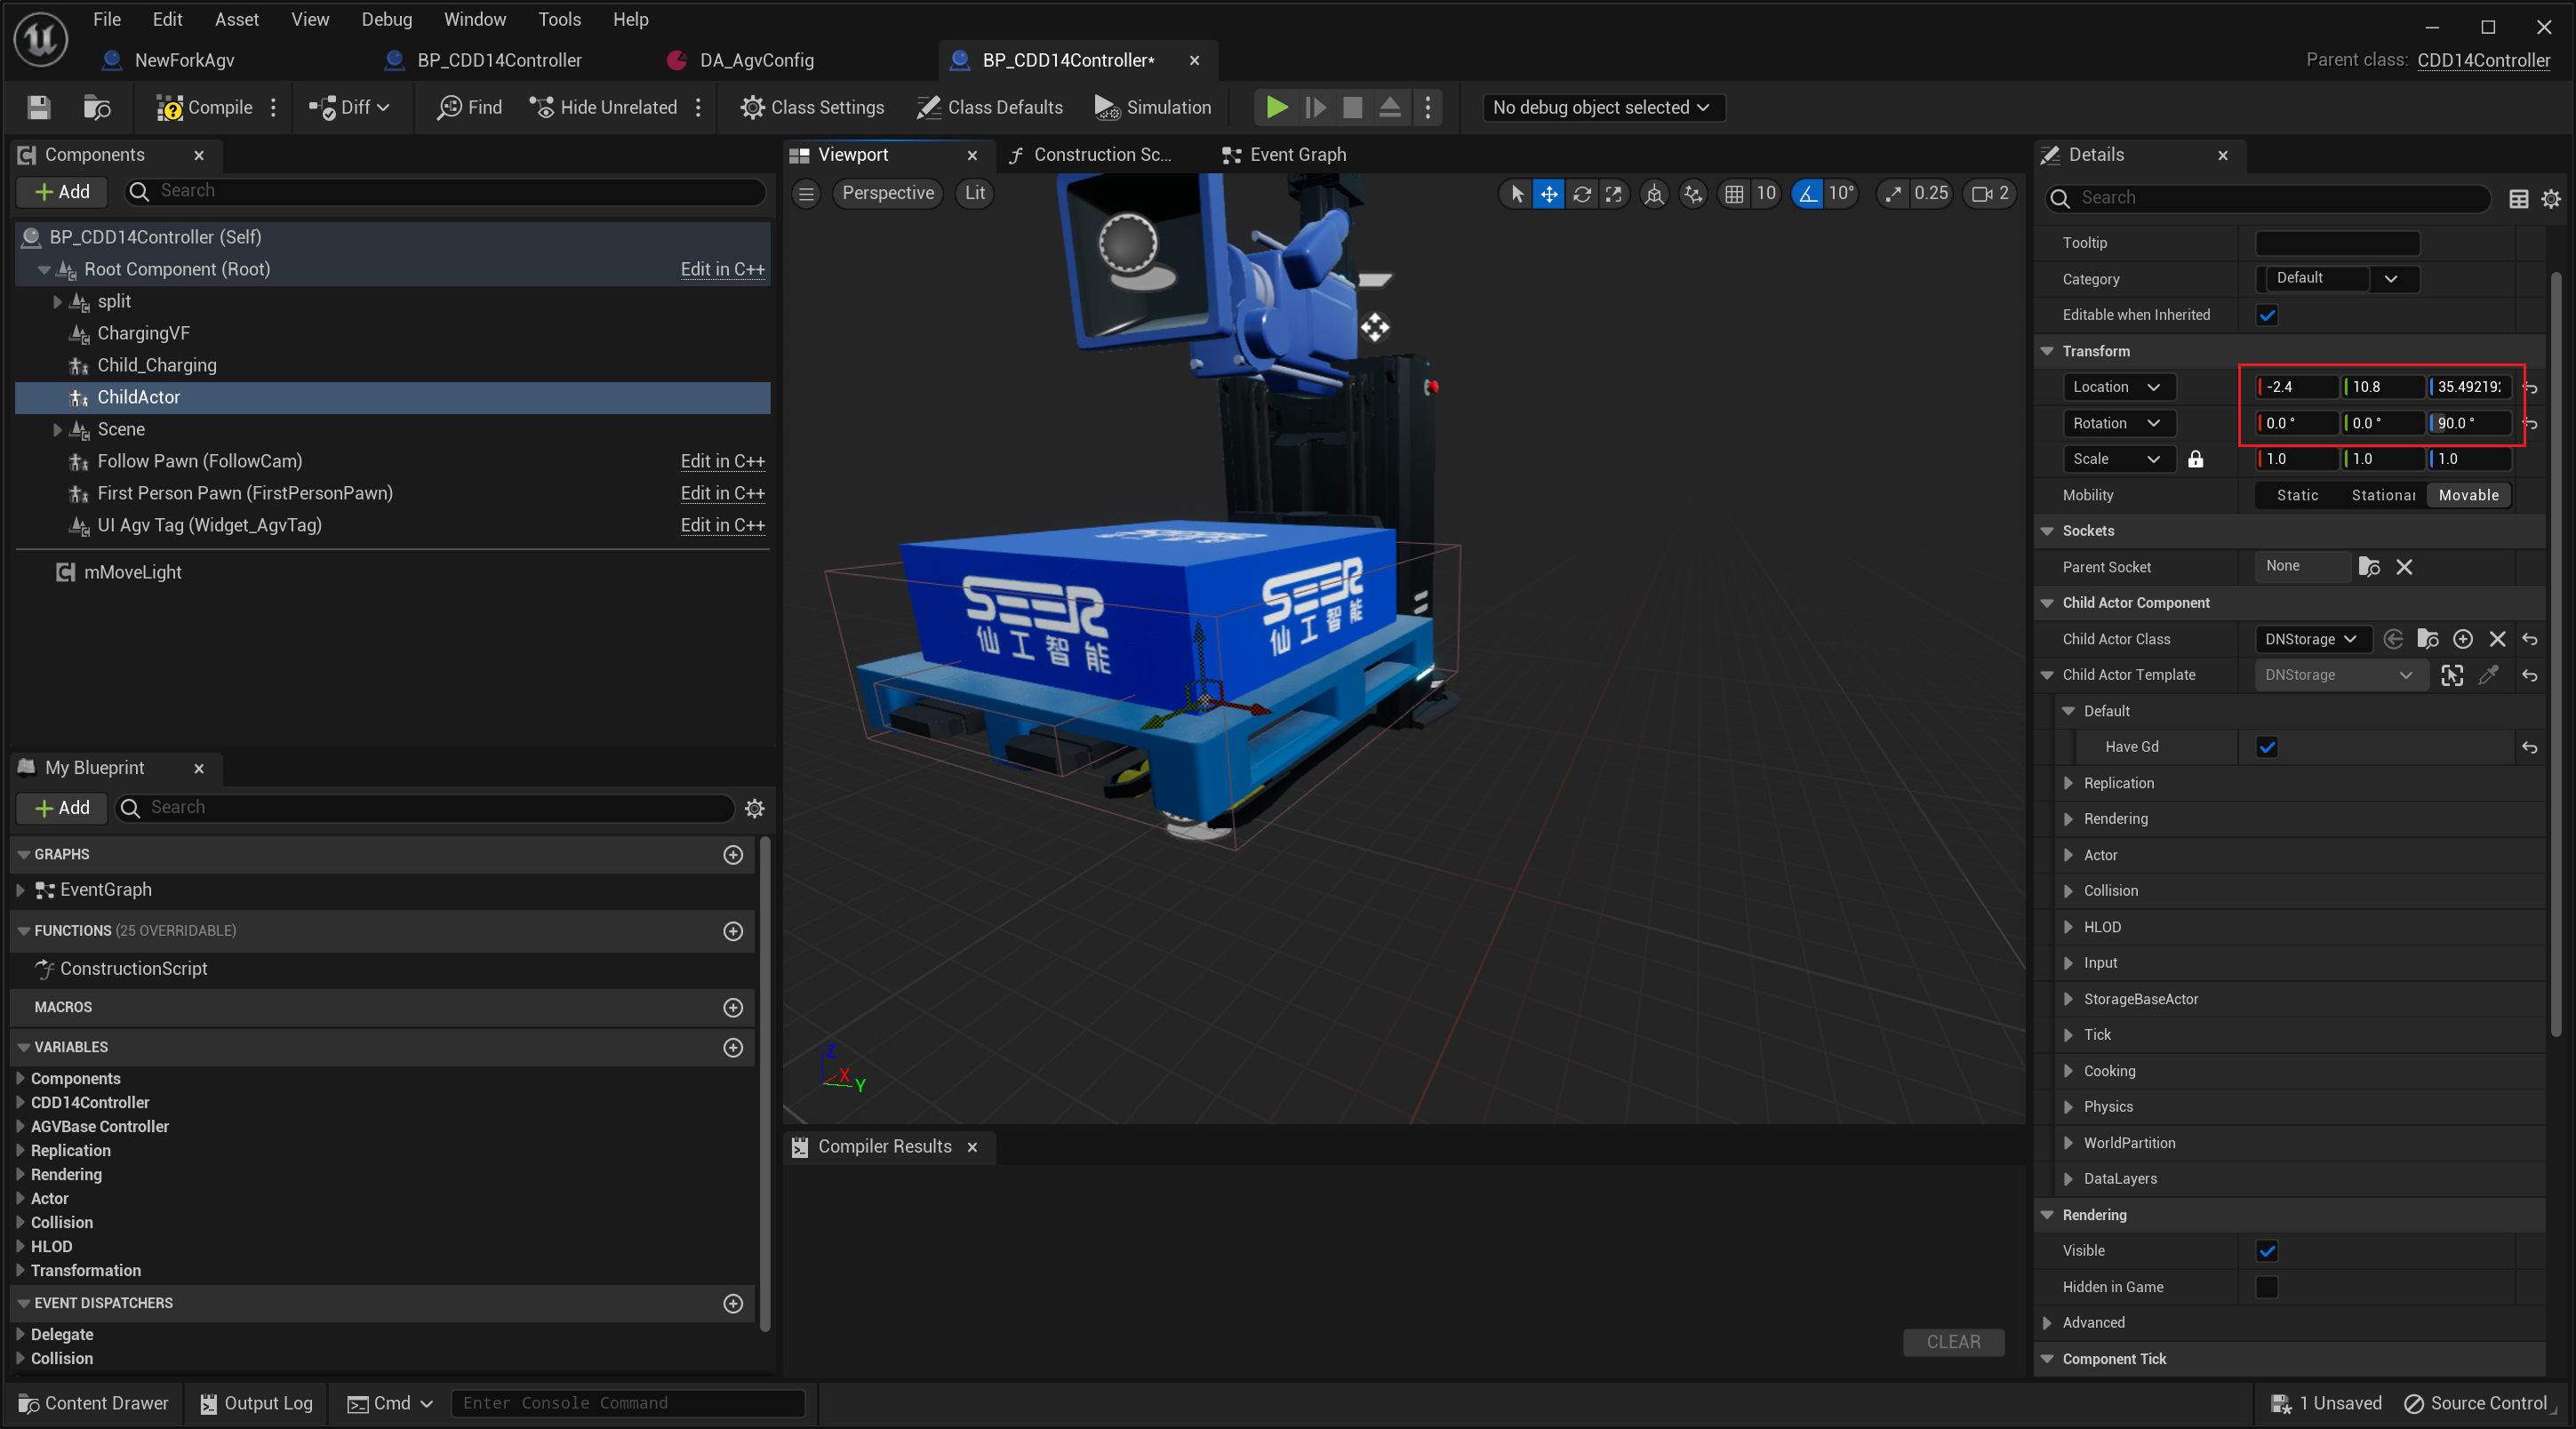 File Edit Asset View Debug Window Tools Help
NewForkAgv BP_CDD14Controller DA_AgvConfig BP_CDD14Controller*
Parent class: CDD14Controller
Compile Diff Find Hide Unrelated Class Settings Class Defaults Simulation No debug object selected
Components
Add Search
BP_CDD14Controller (Self)
Root Component (Root) Edit in C++
split
ChargingVF
Child_Charging
ChildActor
Scene
Follow Pawn (FollowCam) Edit in C++
First Person Pawn (FirstPersonPawn) Edit in C++
UI Agv Tag (Widget_AgvTag) Edit in C++
mMoveLight
My Blueprint
Add Search
GRAPHS
EventGraph
FUNCTIONS (25 OVERRIDABLE)
ConstructionScript
MACROS
VARIABLES
Components
CDD14Controller
AGVBase Controller
Replication
Rendering
Actor
Collision
HLOD
Transformation
EVENT DISPATCHERS
Delegate
Collision
Viewport Construction Sc... Event Graph
Perspective Lit 10 10° 0.25 2
SEER
仙工智能
SEER
仙工智能
Z
X
Y
Compiler Results
CLEAR
Details
Search
Tooltip
Category Default
Editable when Inherited
Transform
Location -2.4 10.8 35.492192
Rotation 0.0 ° 0.0 ° 90.0 °
Scale 1.0 1.0 1.0
Mobility Static Stationar Movable
Sockets
Parent Socket None
Child Actor Component
Child Actor Class DNStorage
Child Actor Template DNStorage
Default
Have Gd
Replication
Rendering
Actor
Collision
HLOD
Input
StorageBaseActor
Tick
Cooking
Physics
WorldPartition
DataLayers
Rendering
Visible
Hidden in Game
Advanced
Component Tick
Content Drawer Output Log Cmd Enter Console Command 1 Unsaved Source Control